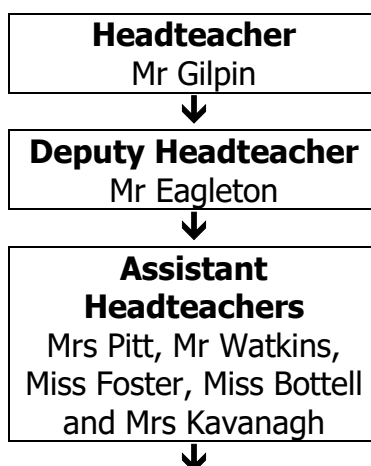 Headteacher
Mr Gilpin
Deputy Headteacher
Mr Eagleton
Assistant
Headteachers
Mrs Pitt, Mr Watkins,
Miss Foster, Miss Bottell
and Mrs Kavanagh